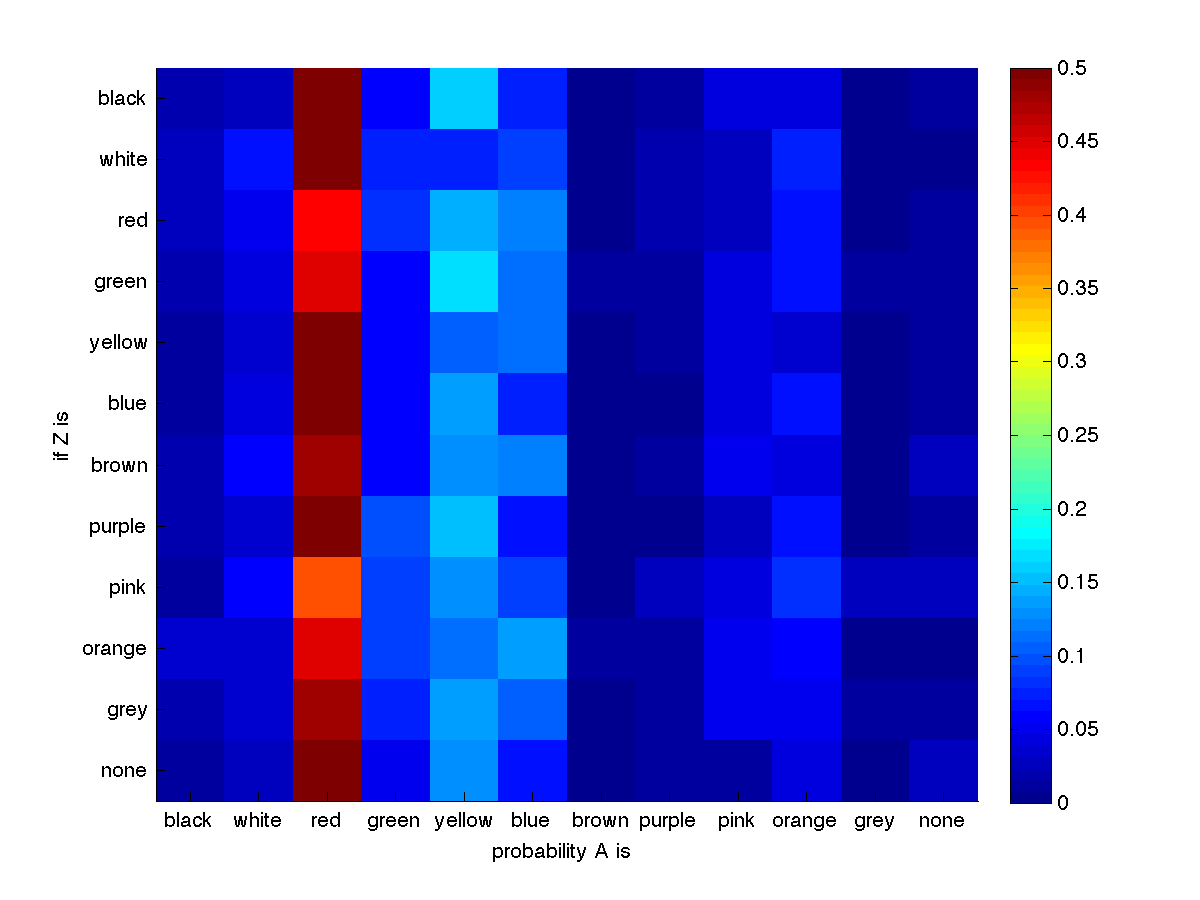 black
white
red
green
yellow
blue
brown
purple
pink
orange
grey
none
if Z is
black white red green yellow blue brown purple pink orange grey none
probability A is
0.5
0.45
0.4
0.35
0.3
0.25
0.2
0.15
0.1
0.05
0